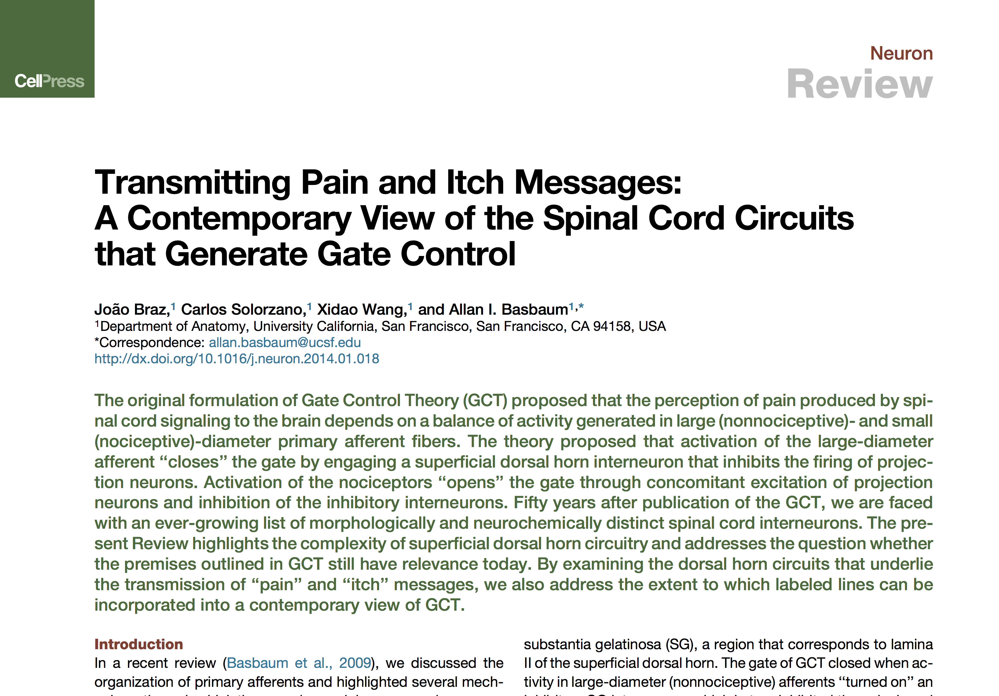 CellPress
Neuron
Review
Transmitting Pain and Itch Messages:
A Contemporary View of the Spinal Cord Circuits
that Generate Gate Control
João Braz,¹ Carlos Solorzano,¹ Xidao Wang,¹ and Allan I. Basbaum¹,*
¹Department of Anatomy, University California, San Francisco, San Francisco, CA 94158, USA
*Correspondence: allan.basbaum@ucsf.edu
http://dx.doi.org/10.1016/j.neuron.2014.01.018
The original formulation of Gate Control Theory (GCT) proposed that the perception of pain produced by spi-
nal cord signaling to the brain depends on a balance of activity generated in large (nonnociceptive)- and small
(nociceptive)-diameter primary afferent fibers. The theory proposed that activation of the large-diameter
afferent “closes” the gate by engaging a superficial dorsal horn interneuron that inhibits the firing of projec-
tion neurons. Activation of the nociceptors “opens” the gate through concomitant excitation of projection
neurons and inhibition of the inhibitory interneurons. Fifty years after publication of the GCT, we are faced
with an ever-growing list of morphologically and neurochemically distinct spinal cord interneurons. The pre-
sent Review highlights the complexity of superficial dorsal horn circuitry and addresses the question whether
the premises outlined in GCT still have relevance today. By examining the dorsal horn circuits that underlie
the transmission of “pain” and “itch” messages, we also address the extent to which labeled lines can be
incorporated into a contemporary view of GCT.
Introduction
In a recent review (Basbaum et al., 2009), we discussed the
organization of primary afferents and highlighted several mech-
substantia gelatinosa (SG), a region that corresponds to lamina
II of the superficial dorsal horn. The gate of GCT closed when ac-
tivity in large-diameter (nonnociceptive) afferents “turned on” an